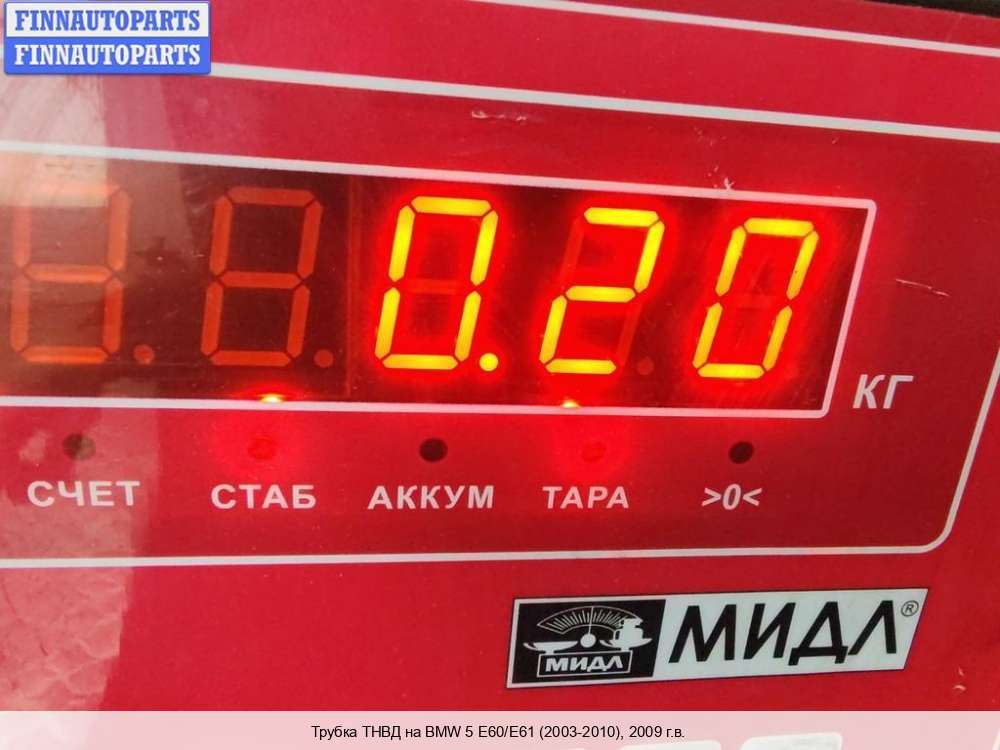 FINNAUTOPARTS
FINNAUTOPARTS
0.20
КГ
СЧЕТ СТАБ АККУМ ТАРА >0<
МИДЛ МИДЛ®
Трубка ТНВД на BMW 5 E60/E61 (2003-2010), 2009 г.в.